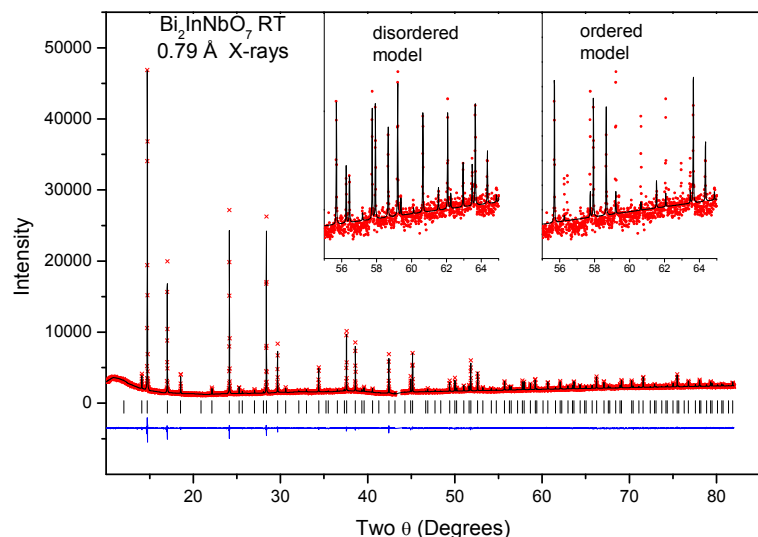 Bi₂InNbO₇ RT
0.79 Å X-rays
disordered
model
ordered
model
50000
40000
30000
20000
10000
0
Intensity
56 58 60 62 64
56 58 60 62 64
20 30 40 50 60 70 80
Two θ (Degrees)